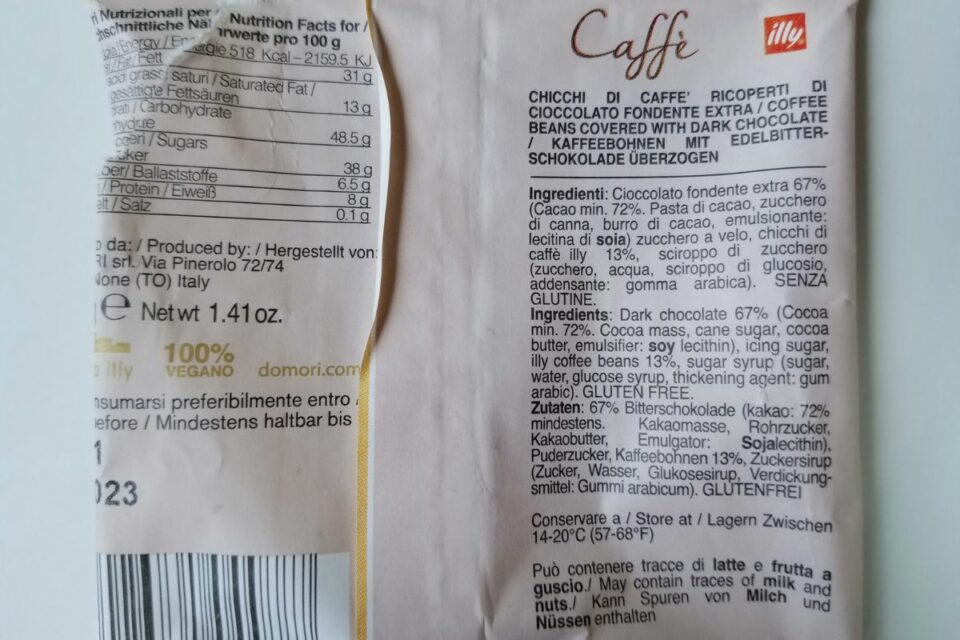 Nutrizionali per / Nutrition Facts for /
hrwerte pro 100 g
/ Energy / 518 Kcal – 2159.5 KJ
/ Fat / Fett 31 g
saturi / Saturated Fat /
gesättigte Fettsäuren 13 g
/ Carbohydrate
48.5 g
/ Sugars
38 g
/ Ballaststoffe 6.5 g
/ Protein / Eiweiß 8 g
/ Salz 0.1 g
da: / Produced by: / Hergestellt von:
RI srl. Via Pinerolo 72/74
None (TO) Italy
e Net wt 1.41 oz.
illy
100%
VEGANO
domori.com
nsumarsi preferibilmente entro
efore / Mindestens haltbar bis
1
023
Caffè
illy
CHICCHI DI CAFFE' RICOPERTI DI
CIOCCOLATO FONDENTE EXTRA / COFFEE
BEANS COVERED WITH DARK CHOCOLATE
/ KAFFEEBOHNEN MIT EDELBITTER-
SCHOKOLADE ÜBERZOGEN
Ingredienti: Cioccolato fondente extra 67%
(Cacao min. 72%. Pasta di cacao, zucchero
di canna, burro di cacao, emulsionante:
lecitina di soia) zucchero a velo, chicchi di
caffè illy 13%, sciroppo di zucchero
(zucchero, acqua, sciroppo di glucosio,
addensante: gomma arabica). SENZA
GLUTINE.
Ingredients: Dark chocolate 67% (Cocoa
min. 72%. Cocoa mass, cane sugar, cocoa
butter, emulsifier: soy lecithin), icing sugar,
illy coffee beans 13%, sugar syrup (sugar,
water, glucose syrup, thickening agent: gum
arabic). GLUTEN FREE.
Zutaten: 67% Bitterschokolade (kakao: 72%
mindestens. Kakaomasse, Rohrzucker,
Kakaobutter, Emulgator: Sojalecithin),
Puderzucker, Kaffeebohnen 13%, Zuckersirup
(Zucker, Wasser, Glukosesirup, Verdickung-
smittel: Gummi arabicum). GLUTENFREI
Conservare a / Store at / Lagern Zwischen
14-20°C (57-68°F)
Può contenere tracce di latte e frutta a
guscio./ May contain traces of milk and
nuts./ Kann Spuren von Milch und
Nüssen enthalten